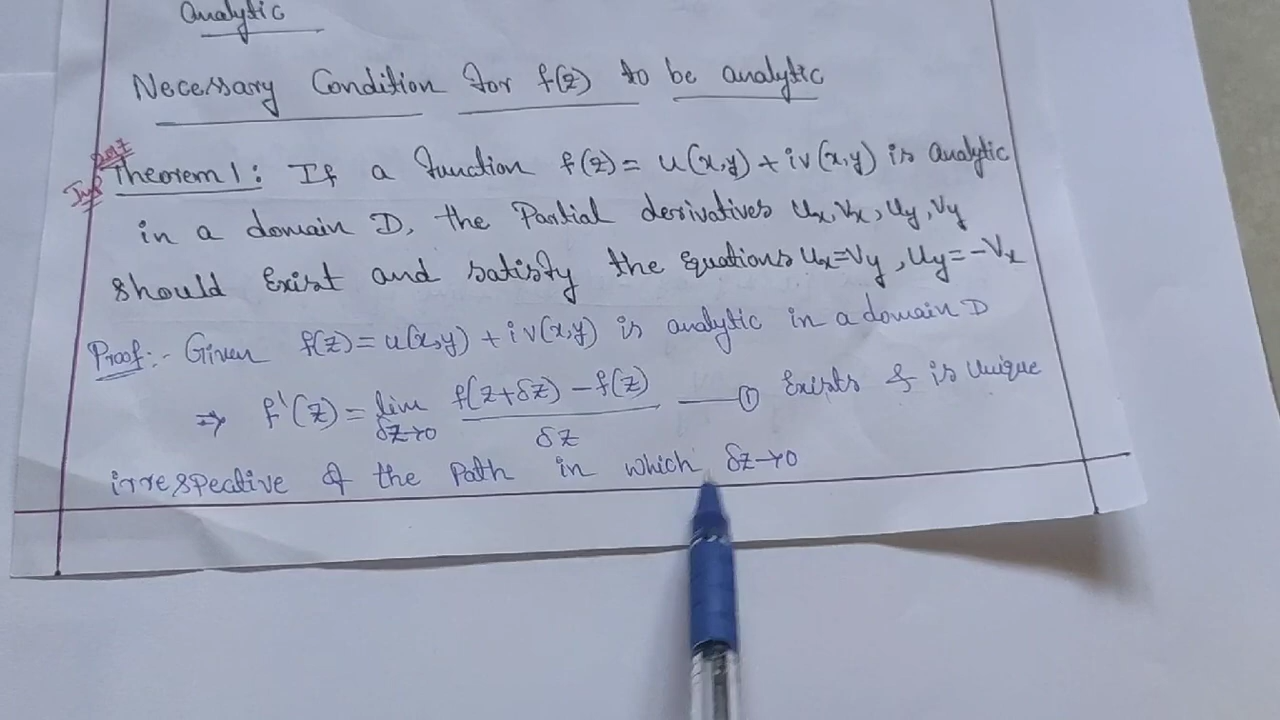 Analytic
Necessary Condition for f(z) to be analytic
Imp
Theorem 1: If a function f(z) = u(x,y) + iv(x,y) is analytic
in a domain D, the Partial derivatives ux, vx, uy, vy
should Exist and satisfy the equations ux=vy, uy=-vx
Proof:- Given f(z) = u(x,y) + iv(x,y) is analytic in a domain D
⇒ f'(z) = lim δz→0 f(z+δz) - f(z) / δz —① Exists & is Unique
irrespective of the Path in which δz→0